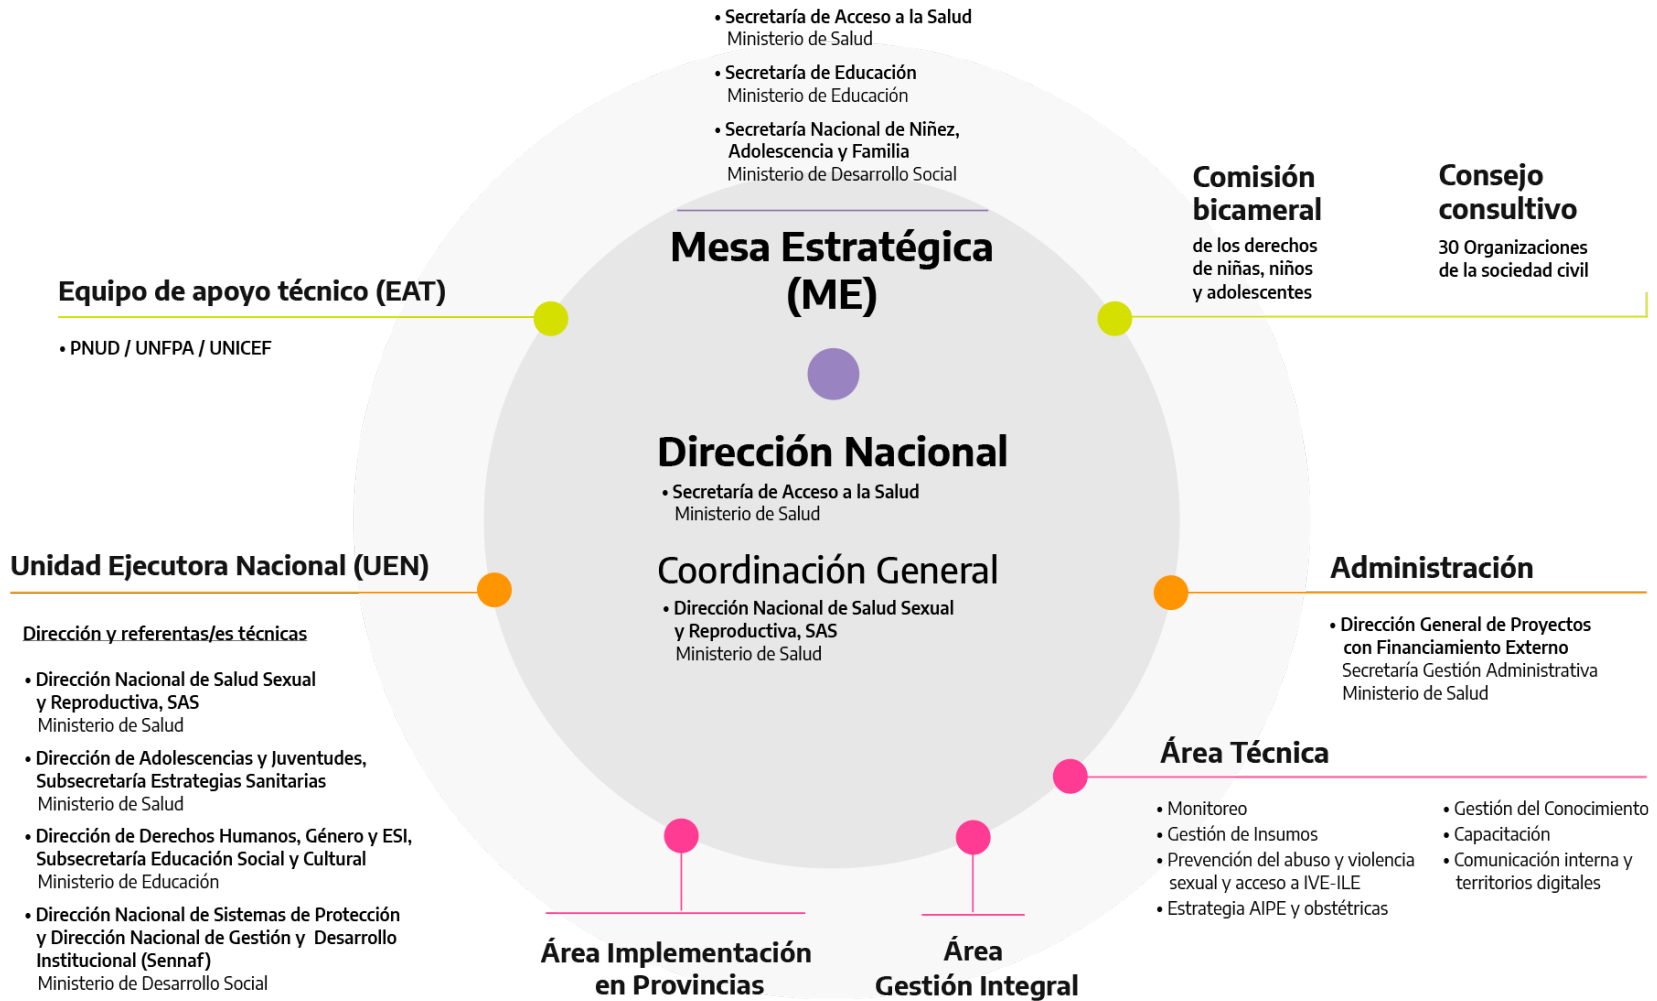 • Secretaría de Acceso a la Salud
Ministerio de Salud
• Secretaría de Educación
Ministerio de Educación
• Secretaría Nacional de Niñez,
Adolescencia y Familia
Ministerio de Desarrollo Social
Mesa Estratégica
(ME)
Comisión
bicameral
de los derechos
de niñas, niños
y adolescentes
Consejo
consultivo
30 Organizaciones
de la sociedad civil
Equipo de apoyo técnico (EAT)
• PNUD / UNFPA / UNICEF
Dirección Nacional
• Secretaría de Acceso a la Salud
Ministerio de Salud
Coordinación General
• Dirección Nacional de Salud Sexual
y Reproductiva, SAS
Ministerio de Salud
Unidad Ejecutora Nacional (UEN)
Dirección y referentas/es técnicas
• Dirección Nacional de Salud Sexual
y Reproductiva, SAS
Ministerio de Salud
• Dirección de Adolescencias y Juventudes,
Subsecretaría Estrategias Sanitarias
Ministerio de Salud
• Dirección de Derechos Humanos, Género y ESI,
Subsecretaría Educación Social y Cultural
Ministerio de Educación
• Dirección Nacional de Sistemas de Protección
y Dirección Nacional de Gestión y Desarrollo
Institucional (Sennaf)
Ministerio de Desarrollo Social
Administración
• Dirección General de Proyectos
con Financiamiento Externo
Secretaría Gestión Administrativa
Ministerio de Salud
Área Técnica
• Monitoreo
• Gestión de Insumos
• Prevención del abuso y violencia
sexual y acceso a IVE-ILE
• Estrategia AIPE y obstétricas
• Gestión del Conocimiento
• Capacitación
• Comunicación interna y
territorios digitales
Área Implementación
en Provincias
Área
Gestión Integral